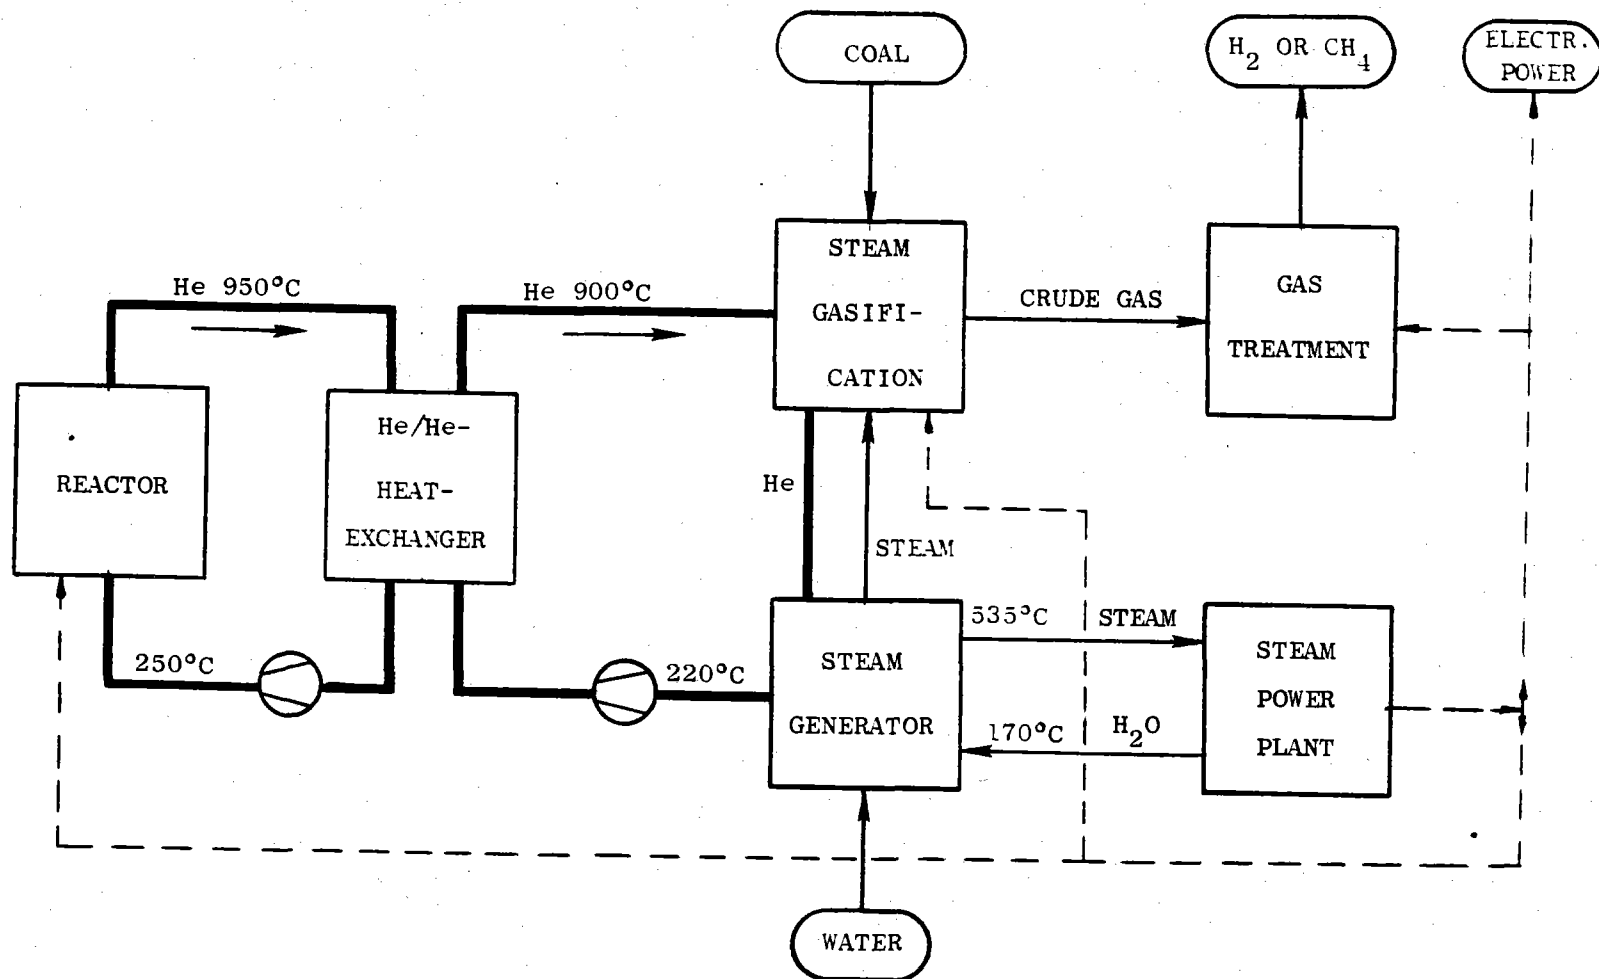 COAL
H2 OR CH4
ELECTR.
POWER
STEAM
GASIFI-
CATION
GAS
TREATMENT
CRUDE GAS
He 950°C
He 900°C
REACTOR
He/He-
HEAT-
EXCHANGER
He
STEAM
250°C
220°C
STEAM
GENERATOR
535°C STEAM
170°C H2O
STEAM
POWER
PLANT
WATER